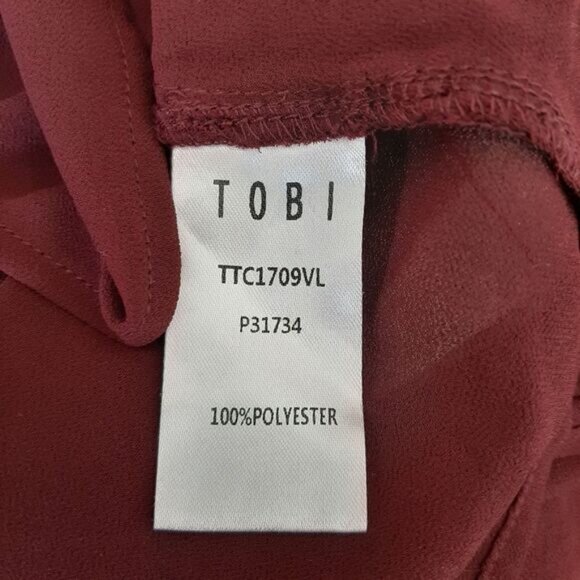 TOBI
TTC1709VL
P31734
100%POLYESTER